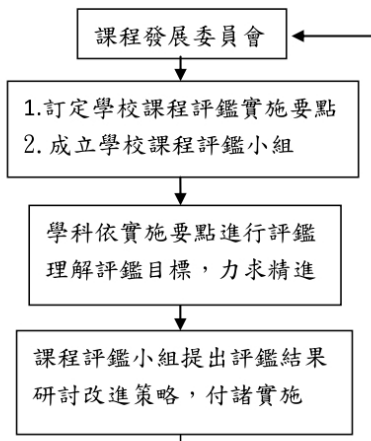 課程發展委員會
1.訂定學校課程評鑑實施要點
2.成立學校課程評鑑小組
學科依實施要點進行評鑑
理解評鑑目標，力求精進
課程評鑑小組提出評鑑結果
研討改進策略，付諸實施